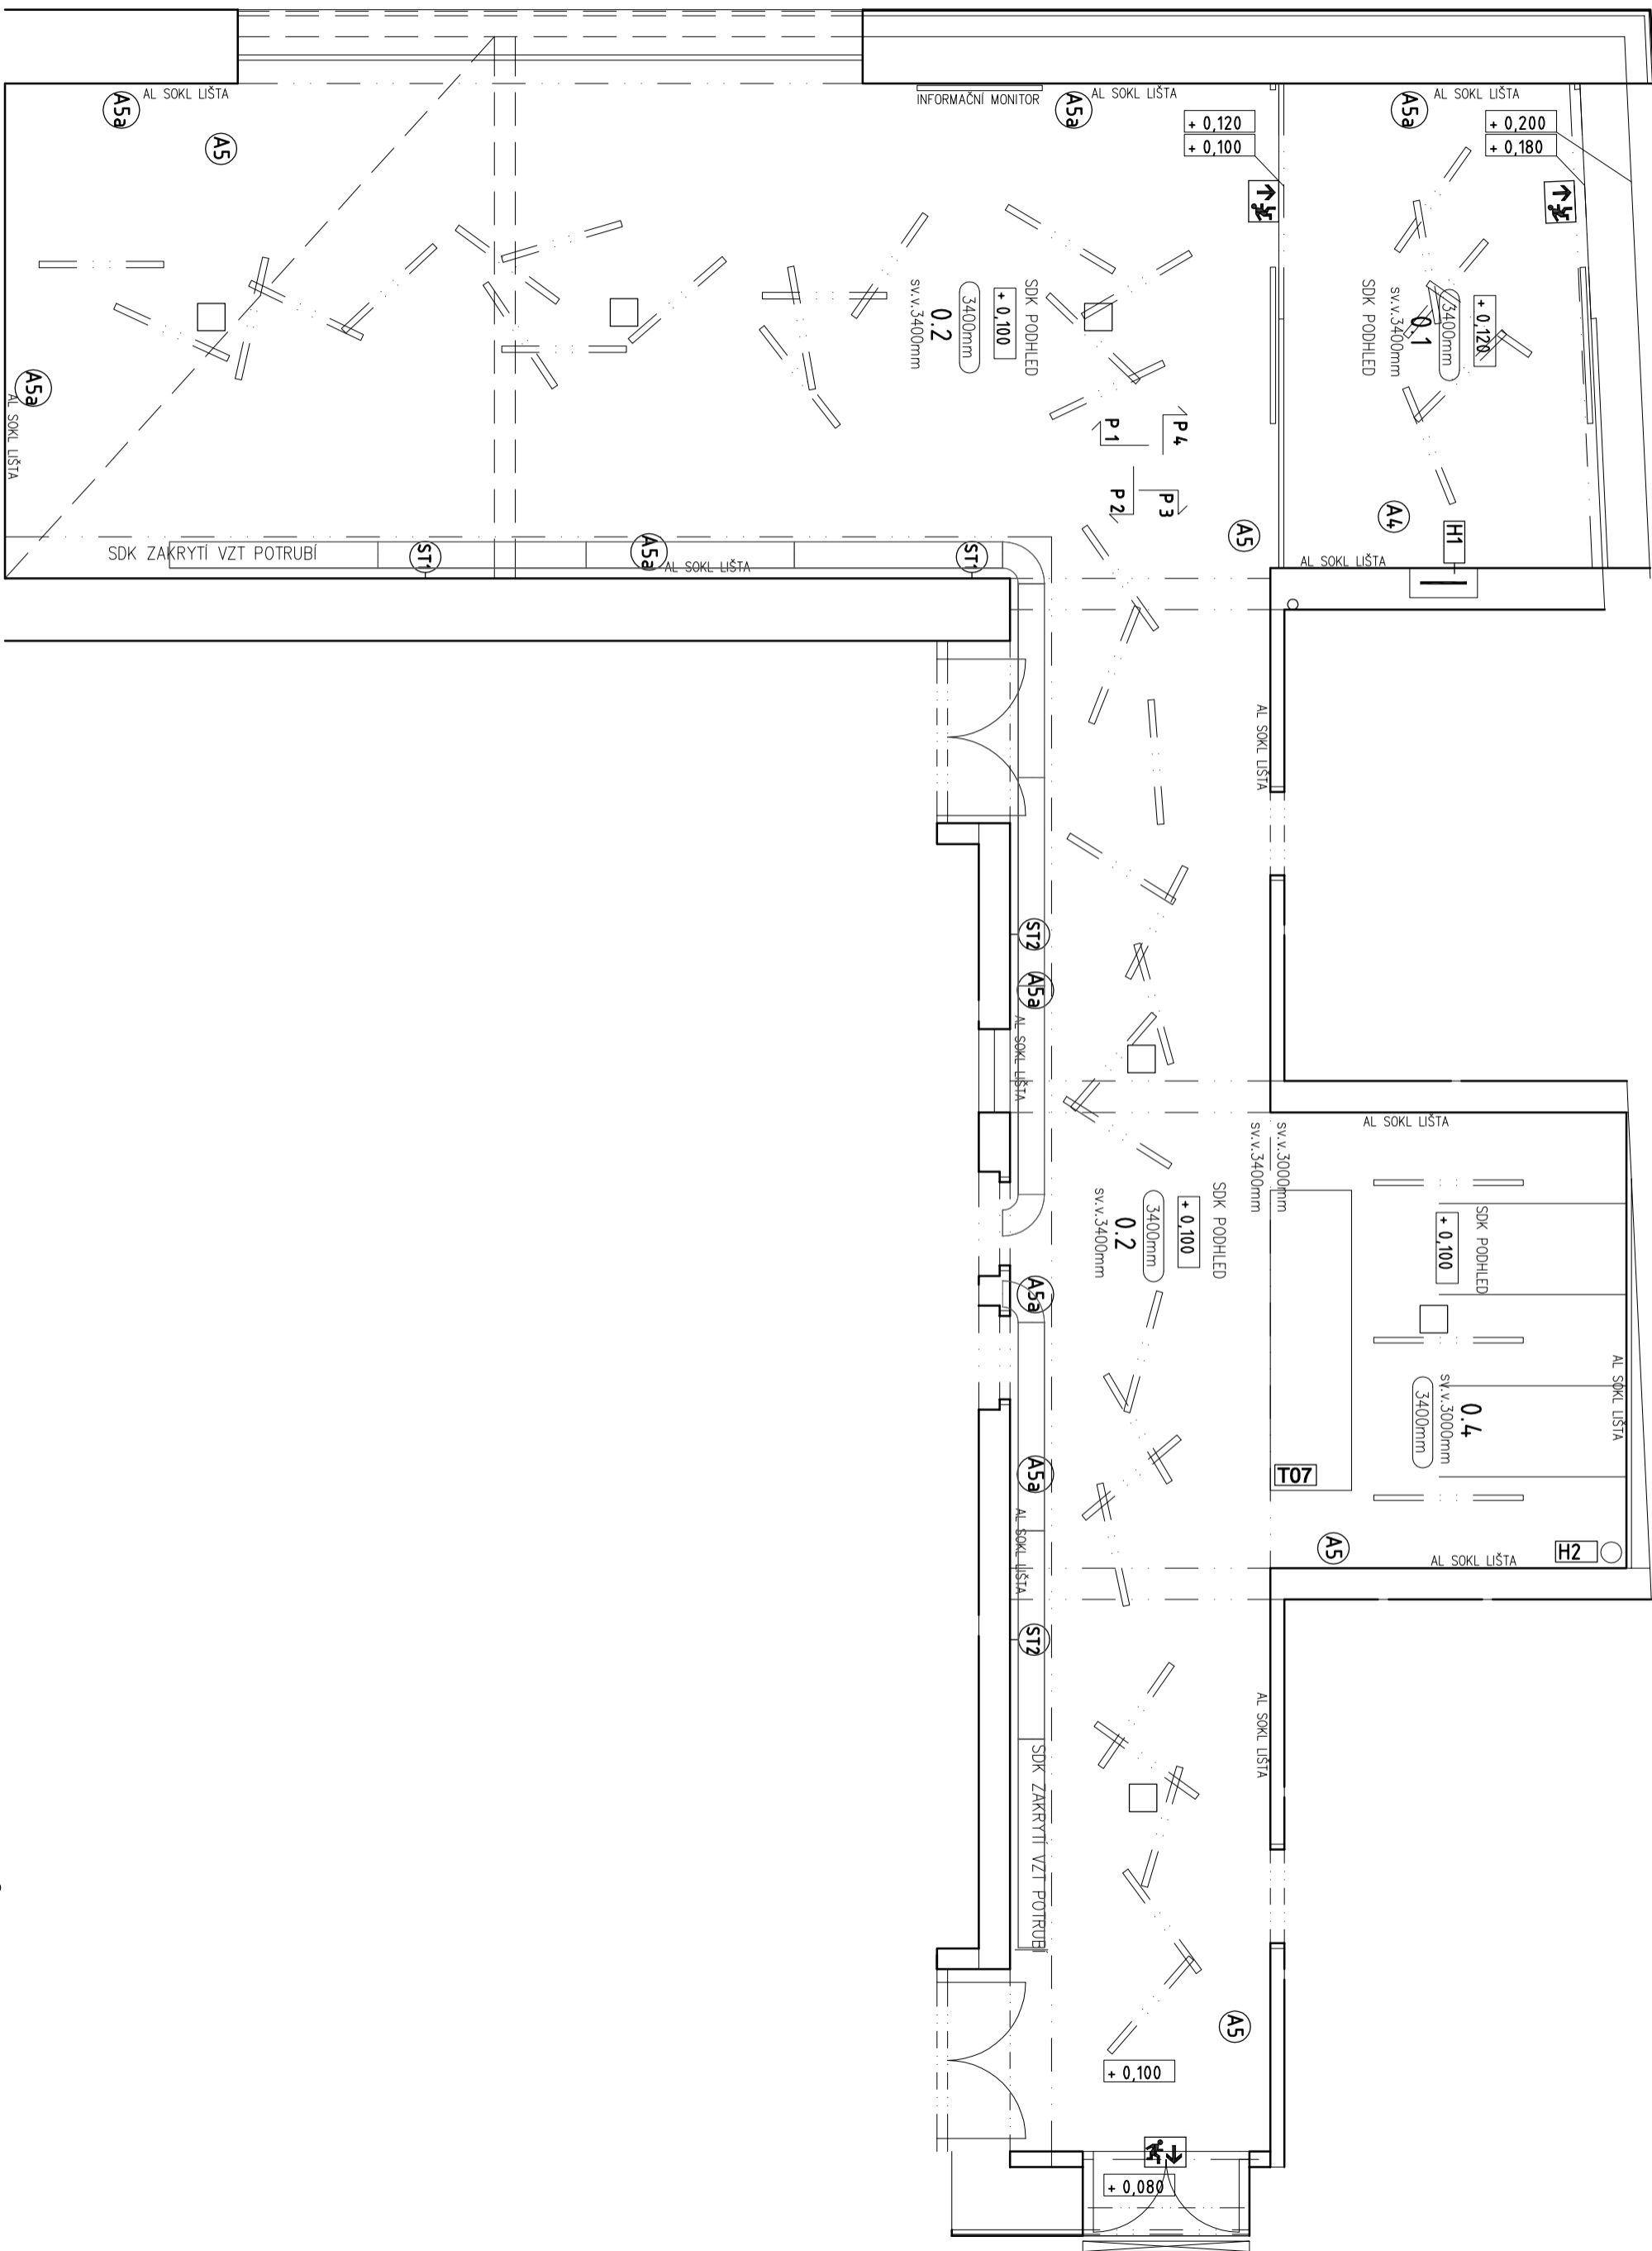 A5a
AL SOKL LIŠTA
A5
INFORMAČNÍ MONITOR
A5a
AL SOKL LIŠTA
+ 0,120
+ 0,100
A5a
AL SOKL LIŠTA
+ 0,200
+ 0,180
SDK PODHLED
+ 0,100
3400mm
0.2
sv.v.3400mm
+ 0,120
3400mm
0.1
sv.v.3400mm
SDK PODHLED
A5a
AL SOKL LIŠTA
P 4
P 1
P 3
P 2
A5
A4
H1
AL SOKL LIŠTA
SDK ZAKRYTÍ VZT POTRUBÍ
ST1
A5a
AL SOKL LIŠTA
ST1
AL SOKL LIŠTA
ST2
A5a
AL SOKL LIŠTA
AL SOKL LIŠTA
sv.v.3000mm
sv.v.3400mm
SDK PODHLED
+ 0,100
3400mm
0.2
sv.v.3400mm
SDK PODHLED
+ 0,100
A5a
AL SOKL LIŠTA
0.4
sv.v.3000mm
3400mm
A5a
T07
AL SOKL LIŠTA
A5
H2
AL SOKL LIŠTA
ST2
AL SOKL LIŠTA
SDK ZAKRYTÍ VZT POTRUBÍ
A5
+ 0,100
+ 0,080